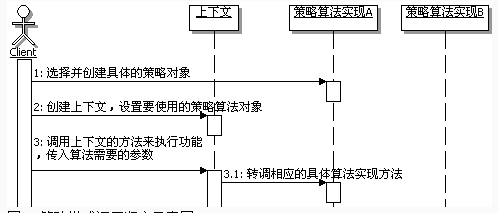 上下文
策略算法实现A
策略算法实现B
Client
1: 选择并创建具体的策略对象
2: 创建上下文，设置要使用的策略算法对象
3: 调用上下文的方法来执行功能
，传入算法需要的参数
3.1: 转调相应的具体算法实现方法